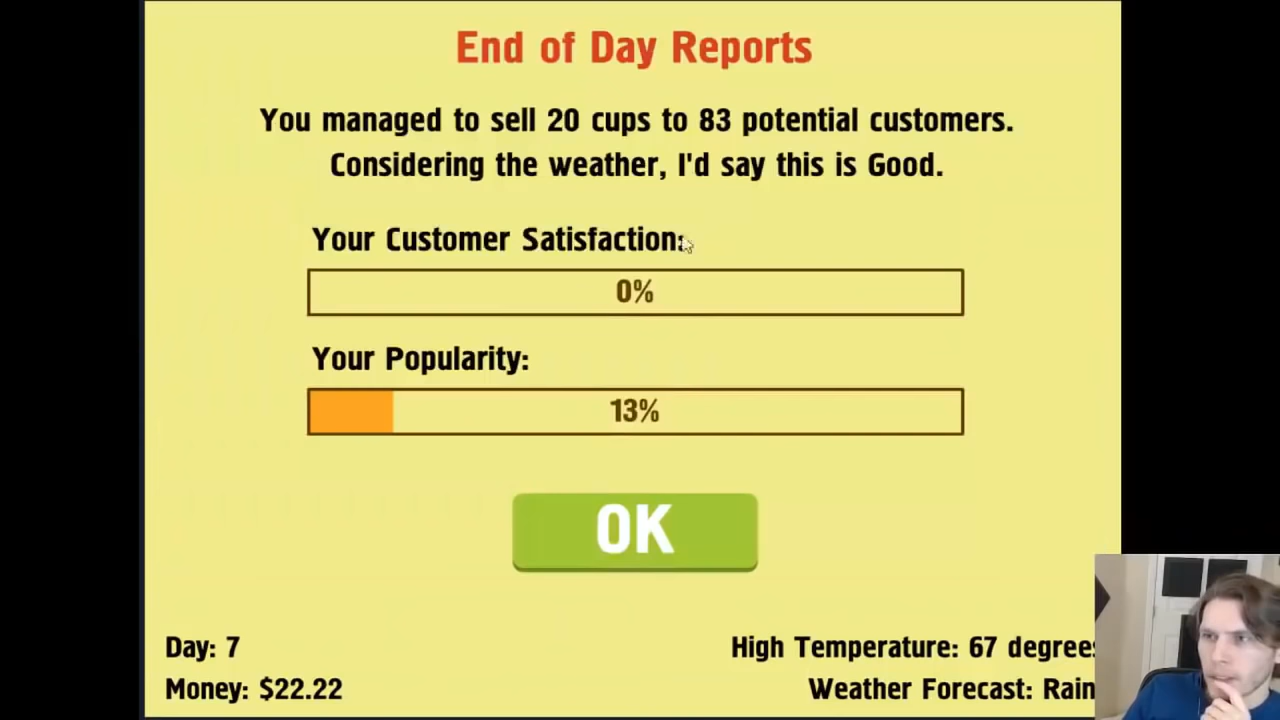 End of Day Reports
You managed to sell 20 cups to 83 potential customers.
Considering the weather, I'd say this is Good.
Your Customer Satisfaction:
0%
Your Popularity:
13%
OK
Day: 7
High Temperature: 67 degrees
Money: $22.22
Weather Forecast: Rain